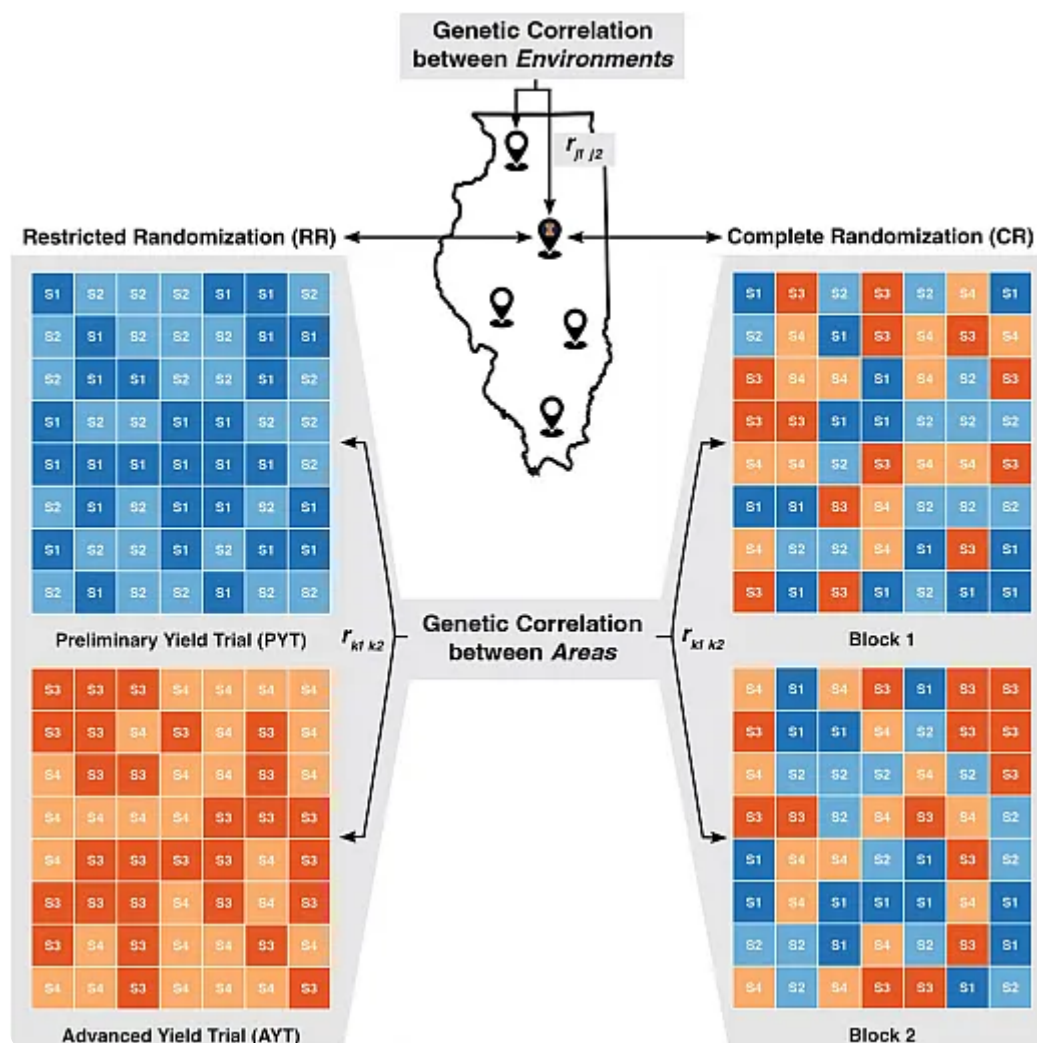 Genetic Correlation
between Environments
r j1 j2
Restricted Randomization (RR)
Complete Randomization (CR)
S1 S2 S2 S2 S1 S1 S2
S2 S1 S2 S2 S2 S1 S1
S2 S1 S1 S2 S2 S1 S2
S1 S2 S2 S1 S1 S2 S2
S1 S1 S1 S1 S1 S1 S2
S2 S1 S2 S1 S1 S2 S1
S1 S2 S2 S1 S2 S1 S1
S2 S1 S2 S2 S1 S2 S2
Preliminary Yield Trial (PYT)
S3 S3 S3 S4 S4 S4 S4
S3 S3 S4 S3 S4 S3 S4
S4 S3 S3 S4 S4 S3 S4
S4 S4 S4 S4 S3 S3 S3
S4 S3 S3 S3 S3 S4 S3
S3 S3 S3 S4 S3 S4 S3
S3 S4 S3 S4 S4 S3 S4
S4 S4 S3 S4 S4 S4 S3
Advanced Yield Trial (AYT)
r k1 k2
Genetic Correlation
between Areas
r k1 k2
S1 S3 S2 S3 S2 S4 S1
S2 S4 S1 S3 S4 S3 S4
S3 S4 S4 S1 S4 S2 S3
S3 S3 S1 S1 S2 S2 S2
S4 S4 S2 S3 S4 S4 S3
S1 S1 S3 S4 S2 S2 S2
S4 S2 S2 S4 S1 S3 S1
S3 S1 S3 S1 S2 S1 S1
Block 1
S4 S1 S4 S3 S1 S3 S3
S3 S1 S1 S4 S2 S3 S3
S4 S2 S2 S2 S4 S2 S3
S3 S3 S2 S4 S3 S4 S2
S1 S4 S4 S2 S1 S3 S2
S1 S4 S1 S1 S1 S4 S1
S2 S2 S1 S4 S2 S3 S1
S4 S2 S4 S3 S3 S1 S2
Block 2